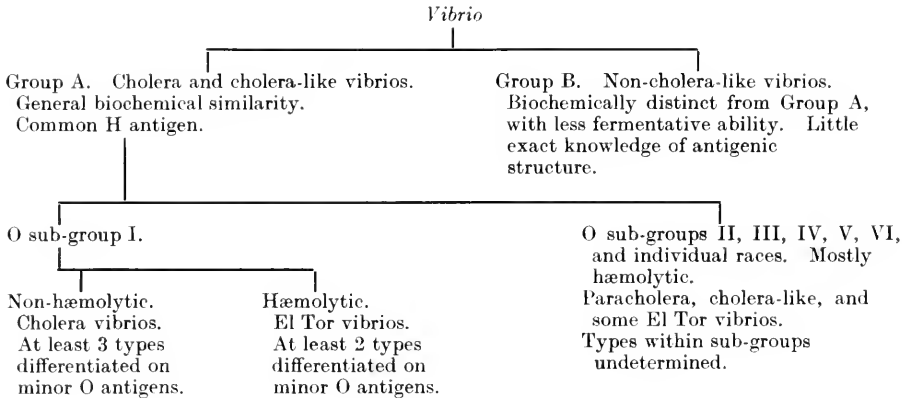 Vibrio
Group A. Cholera and cholera-like vibrios.
General biochemical similarity.
Common H antigen.
Group B. Non-cholera-like vibrios.
Biochemically distinct from Group A,
with less fermentative ability. Little
exact knowledge of antigenic
structure.
O sub-group I.
O sub-groups II, III, IV, V, VI,
and individual races. Mostly
hæmolytic.
Paracholera, cholera-like, and
some El Tor vibrios.
Types within sub-groups
undetermined.
Non-hæmolytic.
Cholera vibrios.
At least 3 types
differentiated on
minor O antigens.
Hæmolytic.
El Tor vibrios.
At least 2 types
differentiated on
minor O antigens.